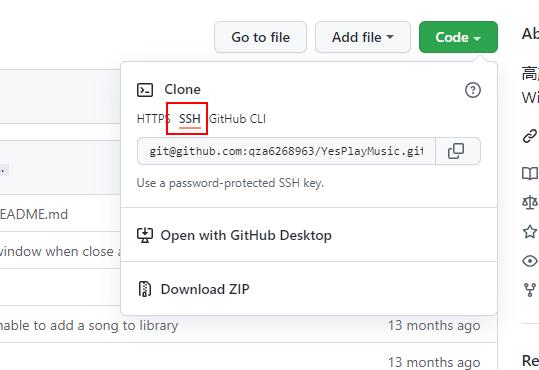 Go to file
Add file
Code
Clone
HTTPS SSH GitHub CLI
git@github.com:qza6268963/YesPlayMusic.git
Use a password-protected SSH key.
Open with GitHub Desktop
Download ZIP
EADME.md
window when close a
nable to add a song to library
13 months ago
13 months ago
Ab
高
Wi
Re